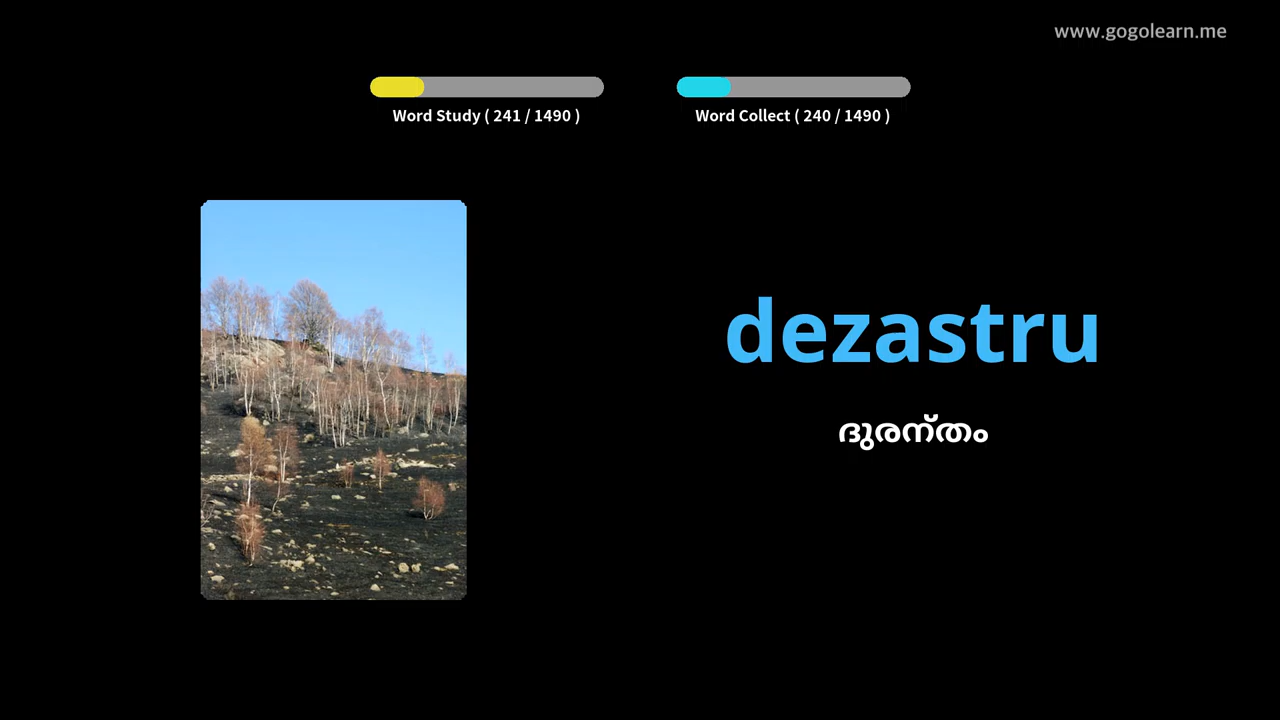 www.gogolearn.me
Word Study ( 241 / 1490 )
Word Collect ( 240 / 1490 )
dezastru
ദുരന്തം